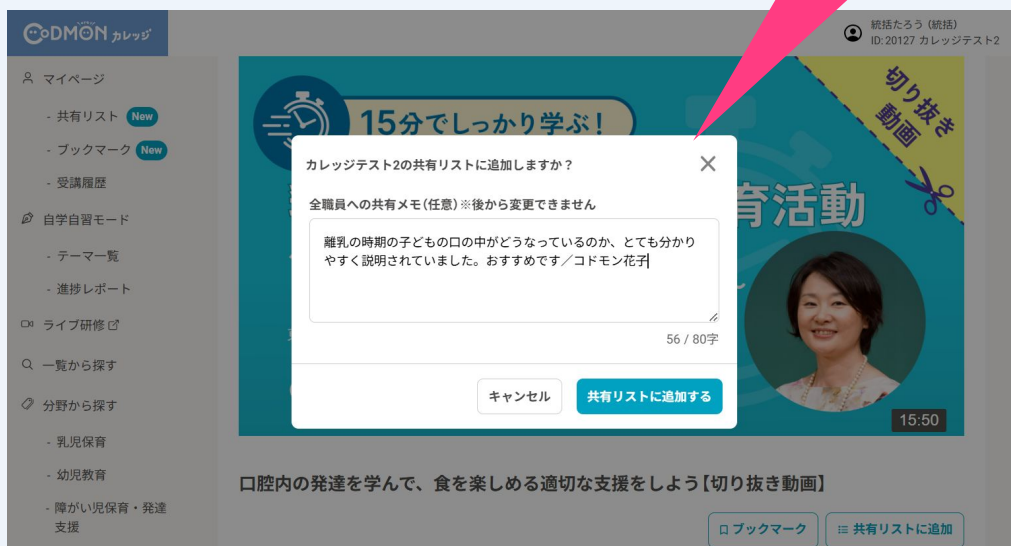 CoDMON カレッジ
統括たろう (統括)
ID:20127 カレッジテスト2
マイページ
- 共有リスト New
- ブックマーク New
- 受講履歴
自学自習モード
- テーマ一覧
- 進捗レポート
ライブ研修
一覧から探す
分野から探す
- 乳児保育
- 幼児教育
- 障がい児保育・発達
支援
15分でしっかり学ぶ!
切り抜き
動画
育活動
カレッジテスト2の共有リストに追加しますか?
全職員への共有メモ(任意)※後から変更できません
離乳の時期の子どもの口の中がどうなっているのか、とても分かり
やすく説明されていました。おすすめです/コドモン花子
56 / 80字
キャンセル
共有リストに追加する
15:50
口腔内の発達を学んで、食を楽しめる適切な支援をしよう【切り抜き動画】
ブックマーク
共有リストに追加